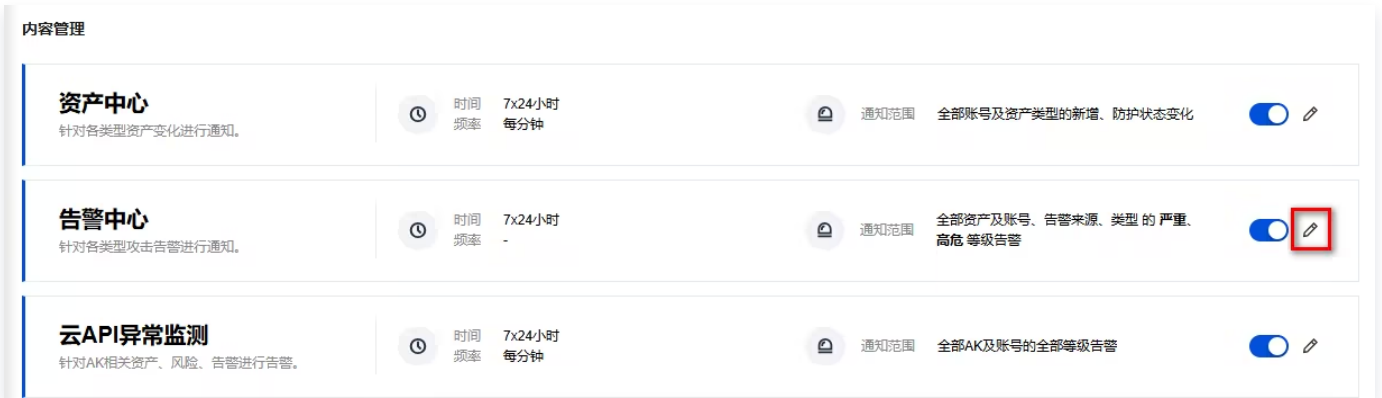 内容管理
资产中心
针对各类型资产变化进行通知。
时间 7x24小时
频率 每分钟
通知范围 全部账号及资产类型的新增、防护状态变化
告警中心
针对各类型攻击告警进行通知。
时间 7x24小时
频率 -
通知范围 全部资产及账号、告警来源、类型 的 严重、
高危 等级告警
云API异常监测
针对AK相关资产、风险、告警进行告警。
时间 7x24小时
频率 每分钟
通知范围 全部AK及账号的全部等级告警